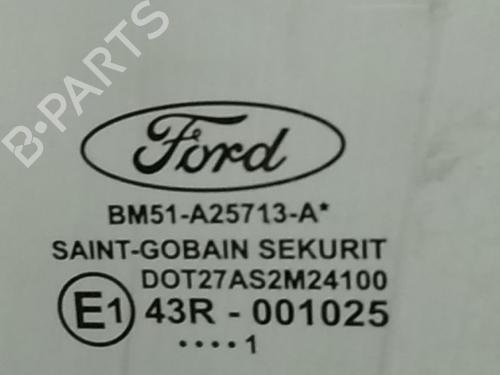 B-PARTS
Ford
BM51-A25713-A*
SAINT-GOBAIN SEKURIT
DOT27AS2M24100
E1 43R - 001025
••••1